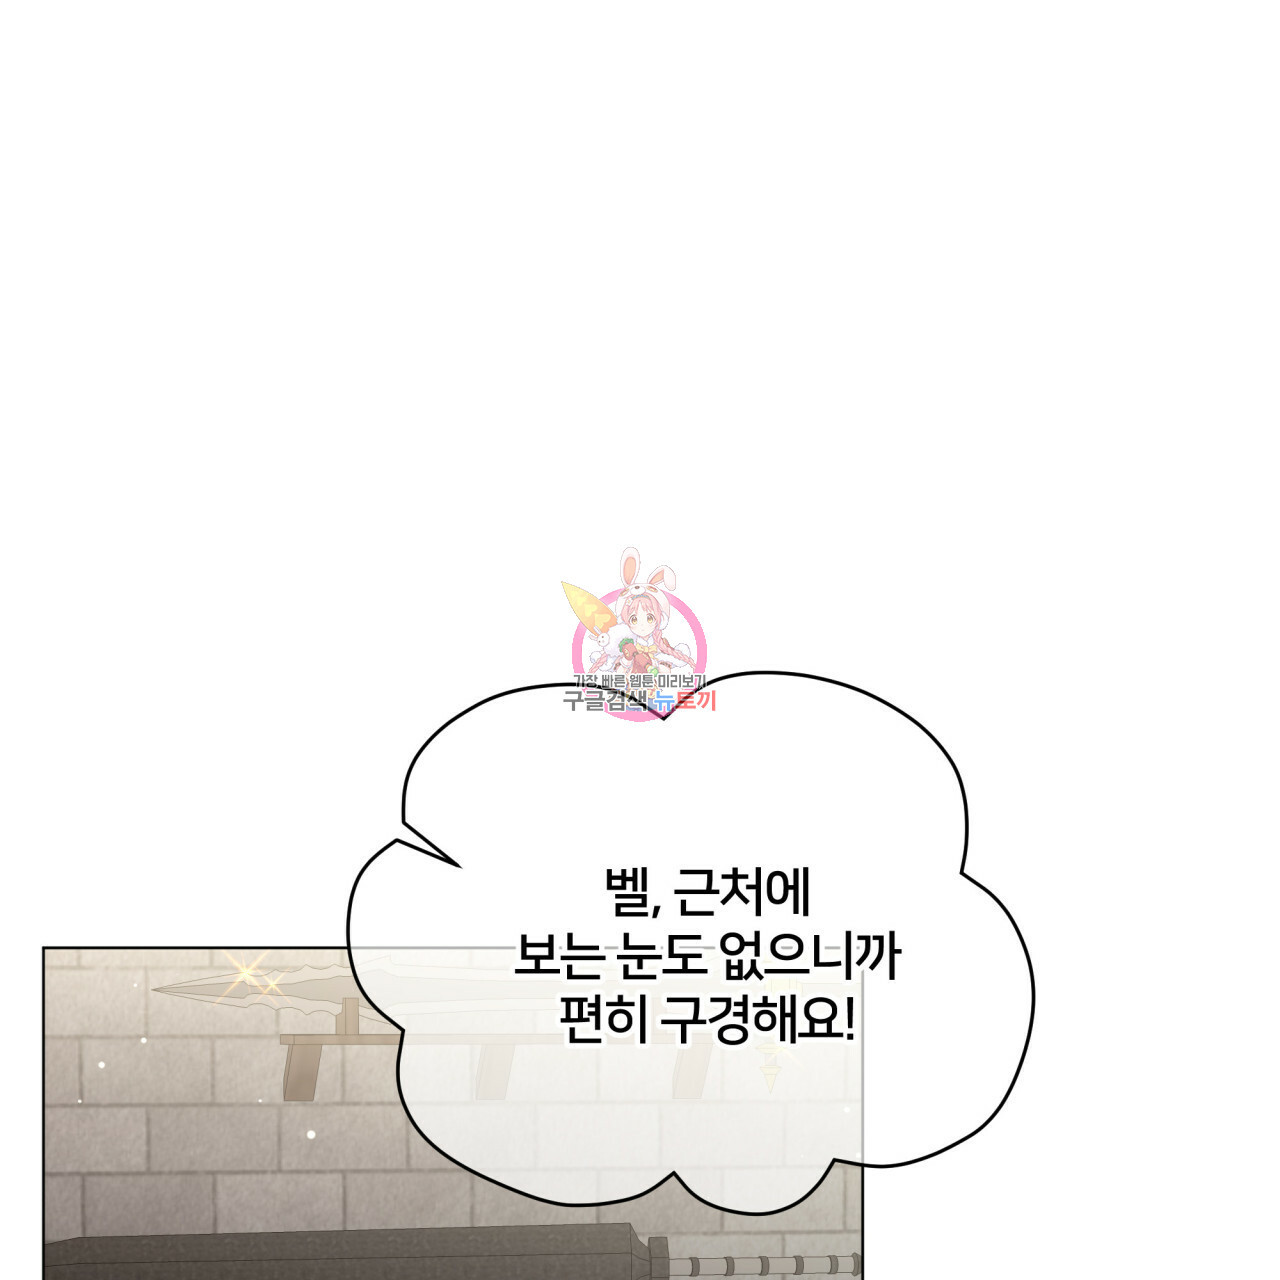 가장 빠른 웹툰 미리보기
구글검색 뉴토끼
벨, 근처에
보는 눈도 없으니까
편히 구경해요!